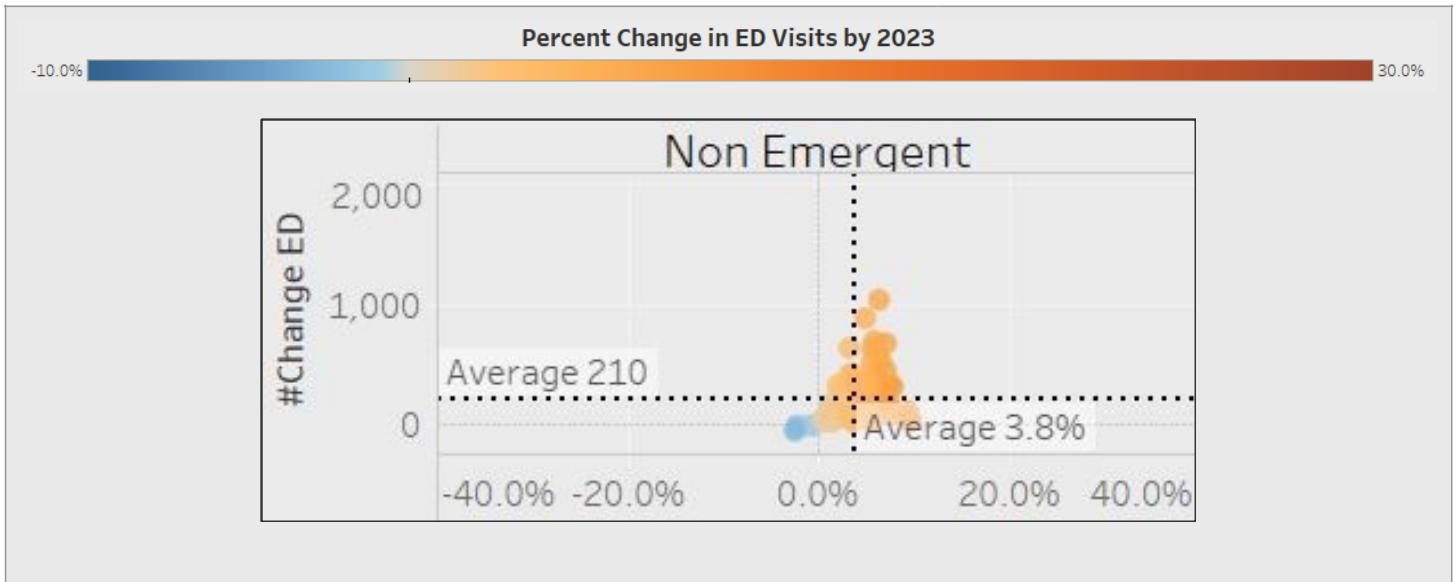 Percent Change in ED Visits by 2023
-10.0% 30.0%
Non Emergent
#Change ED
2,000
1,000
Average 210
0
Average 3.8%
-40.0% -20.0% 0.0% 20.0% 40.0%